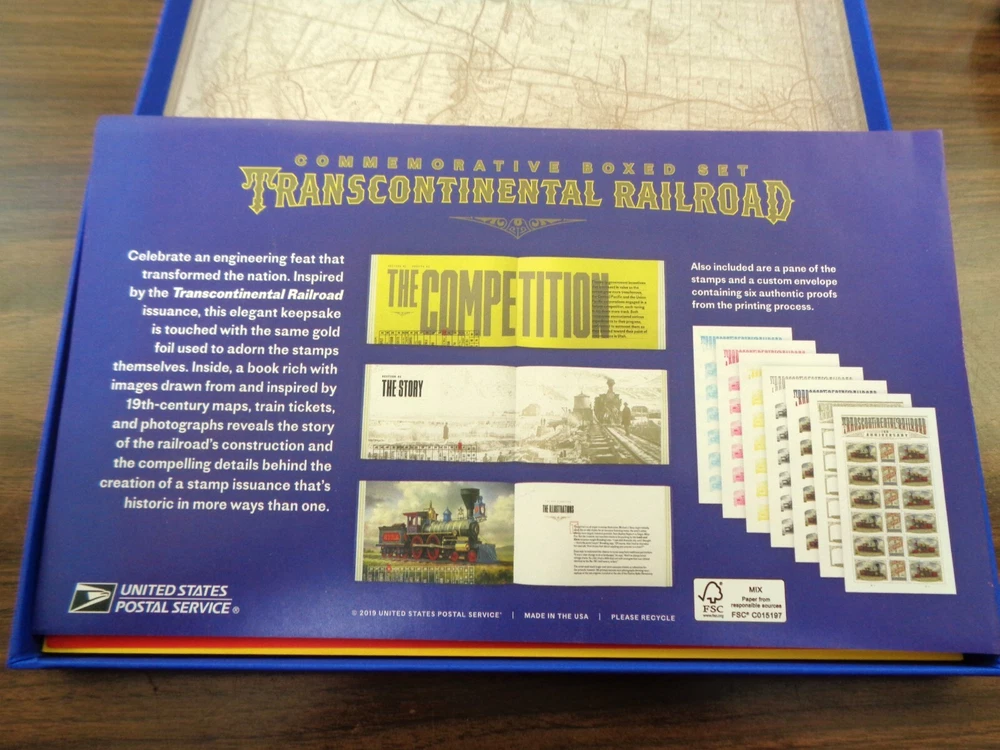 COMMEMORATIVE BOXED SET
TRANSCONTINENTAL RAILROAD
Celebrate an engineering feat that
transformed the nation. Inspired
by the Transcontinental Railroad
issuance, this elegant keepsake
is touched with the same gold
foil used to adorn the stamps
themselves. Inside, a book rich with
images drawn from and inspired by
19th-century maps, train tickets,
and photographs reveals the story
of the railroad's construction and
the compelling details behind the
creation of a stamp issuance that's
historic in more ways than one.
THE COMPETITION
THE STORY
THE ILLUSTRATIONS
Also included are a pane of the
stamps and a custom envelope
containing six authentic proofs
from the printing process.
TRANSCONTINENTAL RAILROAD
ANNIVERSARY
UNITED STATES
POSTAL SERVICE®
© 2019 UNITED STATES POSTAL SERVICE® | MADE IN THE USA | PLEASE RECYCLE
FSC
www.fsc.org
MIX
Paper from
responsible sources
FSC® C015197